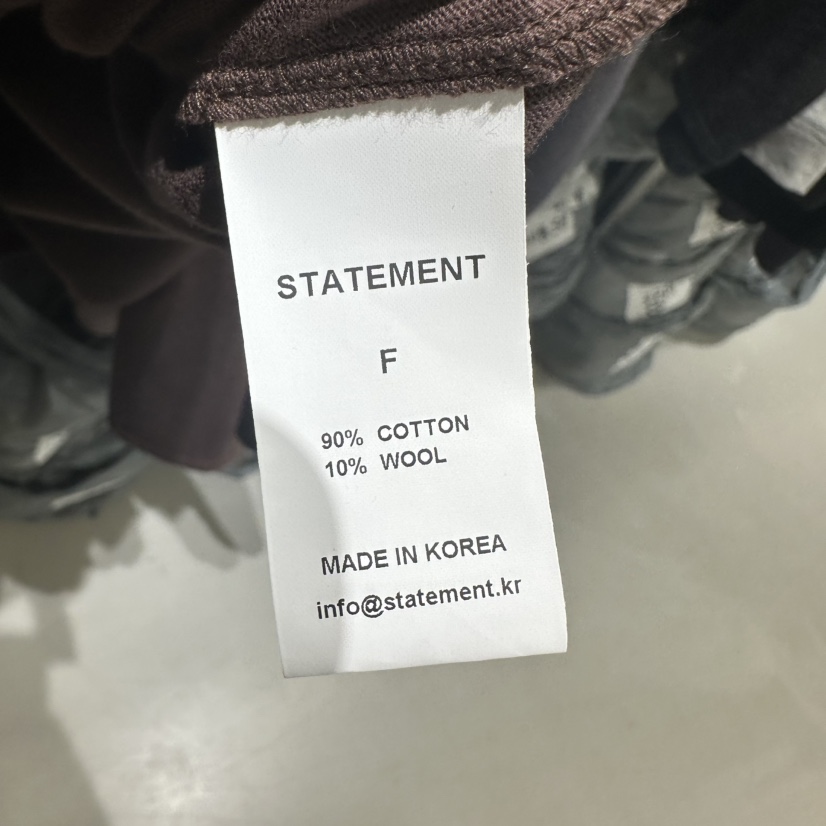 STATEMENT
F
90% COTTON
10% WOOL
MADE IN KOREA
info@statement.kr